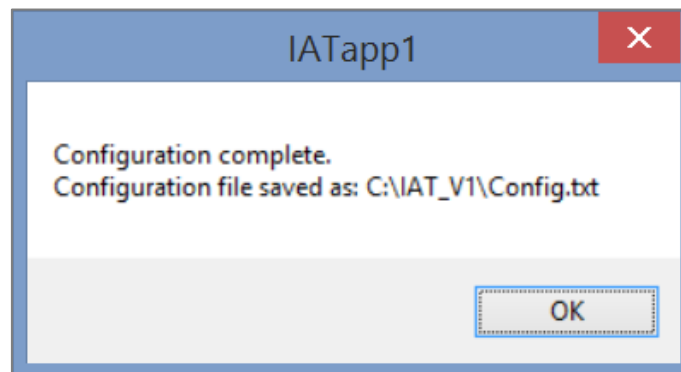 IATapp1
Configuration complete.
Configuration file saved as: C:\IAT_V1\Config.txt
OK